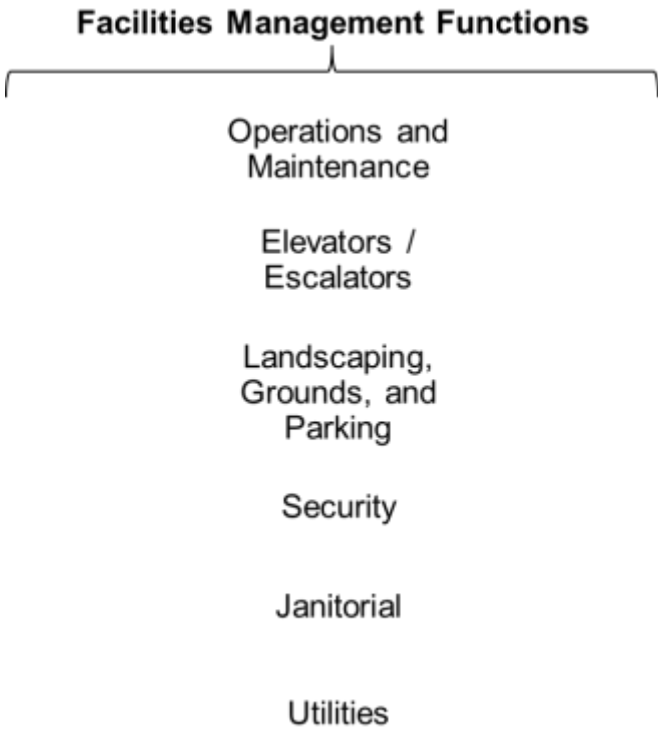 Facilities Management Functions
Operations and
Maintenance
Elevators /
Escalators
Landscaping,
Grounds, and
Parking
Security
Janitorial
Utilities